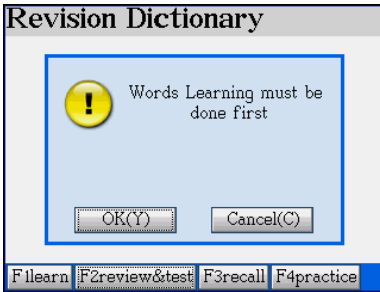 Revision Dictionary
!
Words Learning must be
done first
OK(Y) Cancel(C)
F1learn F2review&test F3recall F4practice